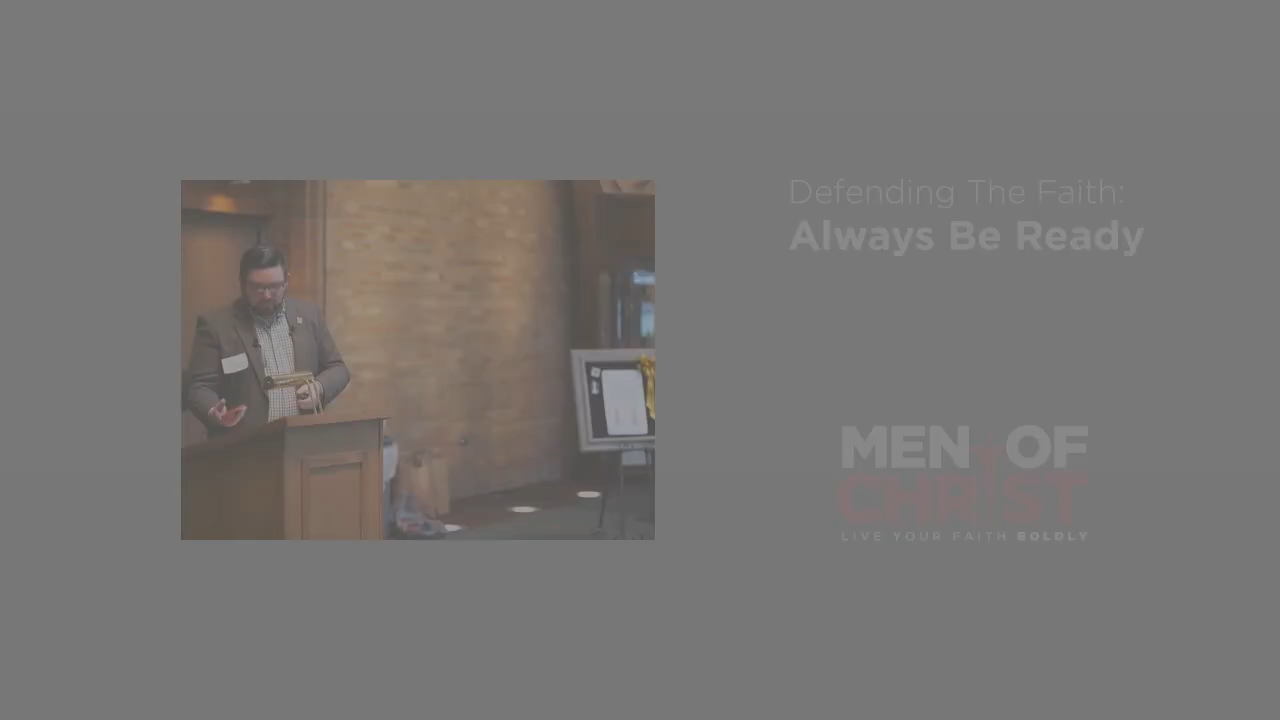 Defending The Faith:
Always Be Ready
MEN OF
CHRIST
LIVE YOUR FAITH BOLDLY